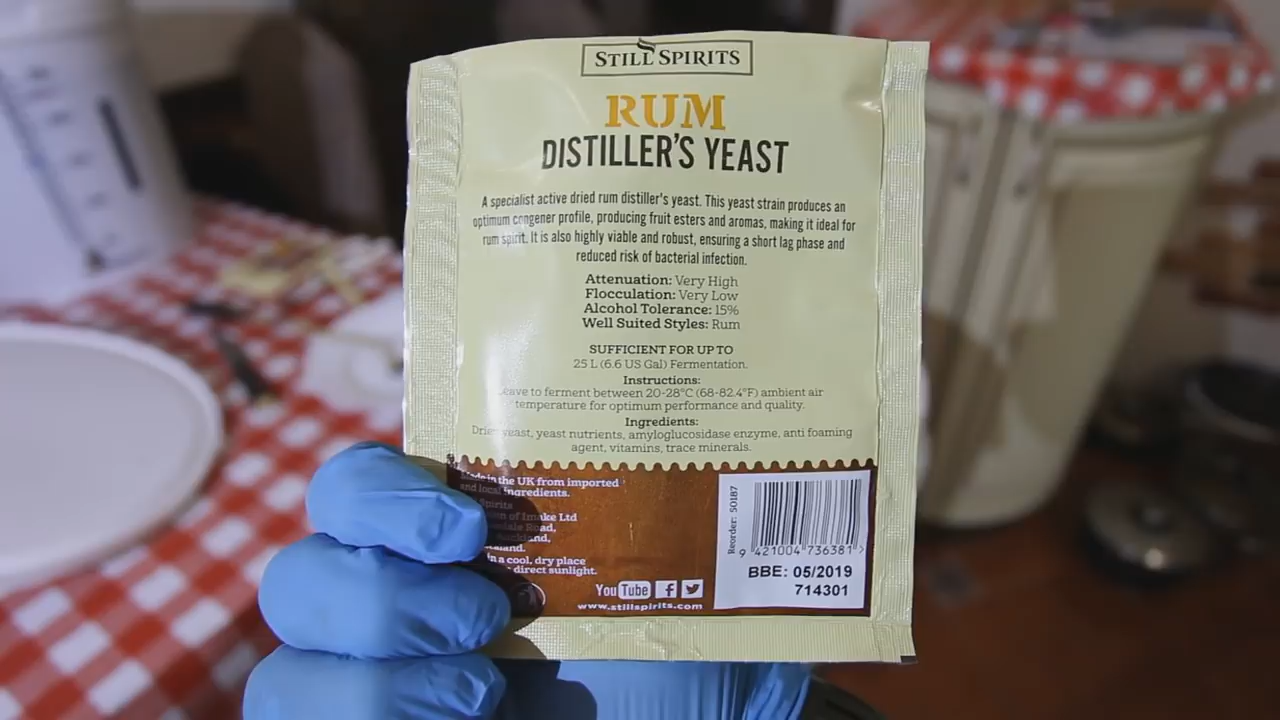 STILL SPIRITS
RUM
DISTILLER'S YEAST
A specialist active dried rum distiller's yeast. This yeast strain produces an
optimum congener profile, producing fruit esters and aromas, making it ideal for
rum spirit. It is also highly viable and robust, ensuring a short lag phase and
reduced risk of bacterial infection.
Attenuation: Very High
Flocculation: Very Low
Alcohol Tolerance: 15%
Well Suited Styles: Rum
SUFFICIENT FOR UP TO
25 L (6.6 US Gal) Fermentation.
Instructions:
Leave to ferment between 20-28°C (68-82.4°F) ambient air
temperature for optimum performance and quality.
Ingredients:
Dried yeast, yeast nutrients, amyloglucosidase enzyme, anti foaming
agent, vitamins, trace minerals.
Made in the UK from imported
and local ingredients.
Spirits
of Imake Ltd
Road,
in a cool, dry place
direct sunlight.
YouTube
www.stillspirits.com
Reorder: 50187
9 421004 736381 >
BBE: 05/2019
714301